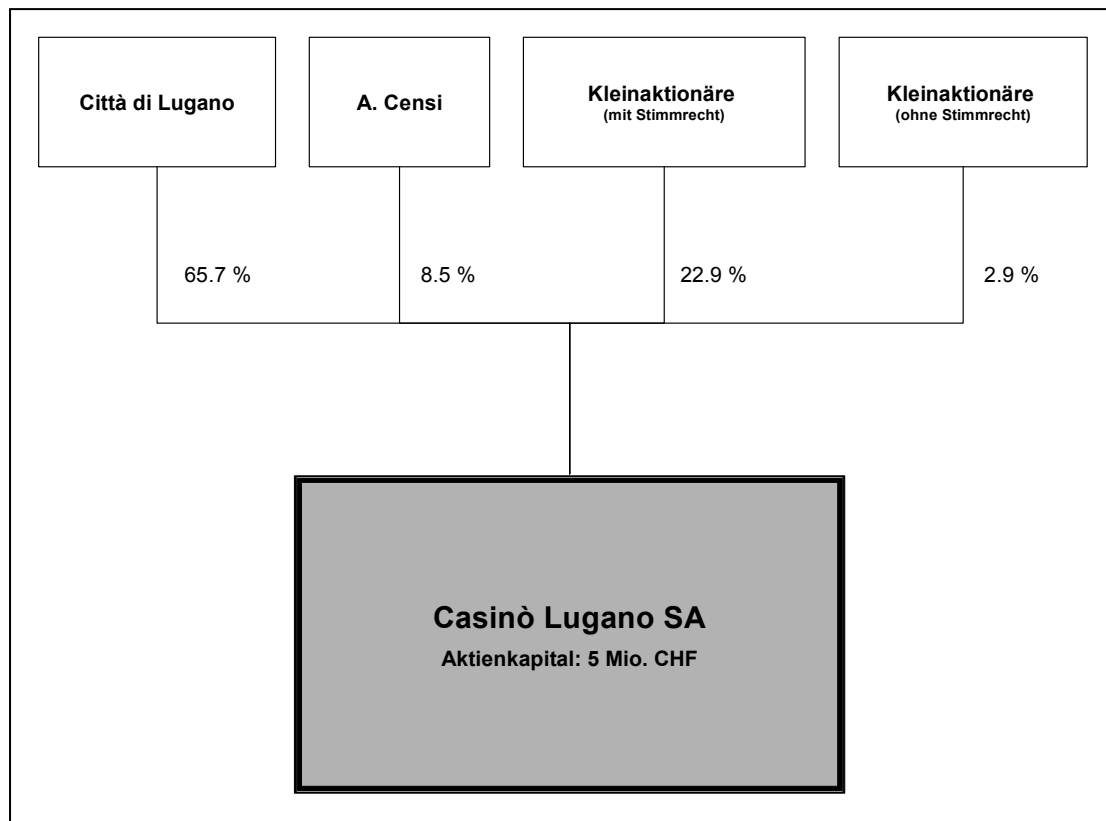 Città di Lugano
A. Censi
Kleinaktionäre
(mit Stimmrecht)
Kleinaktionäre
(ohne Stimmrecht)
65.7 %
8.5 %
22.9 %
2.9 %
Casinò Lugano SA
Aktienkapital: 5 Mio. CHF